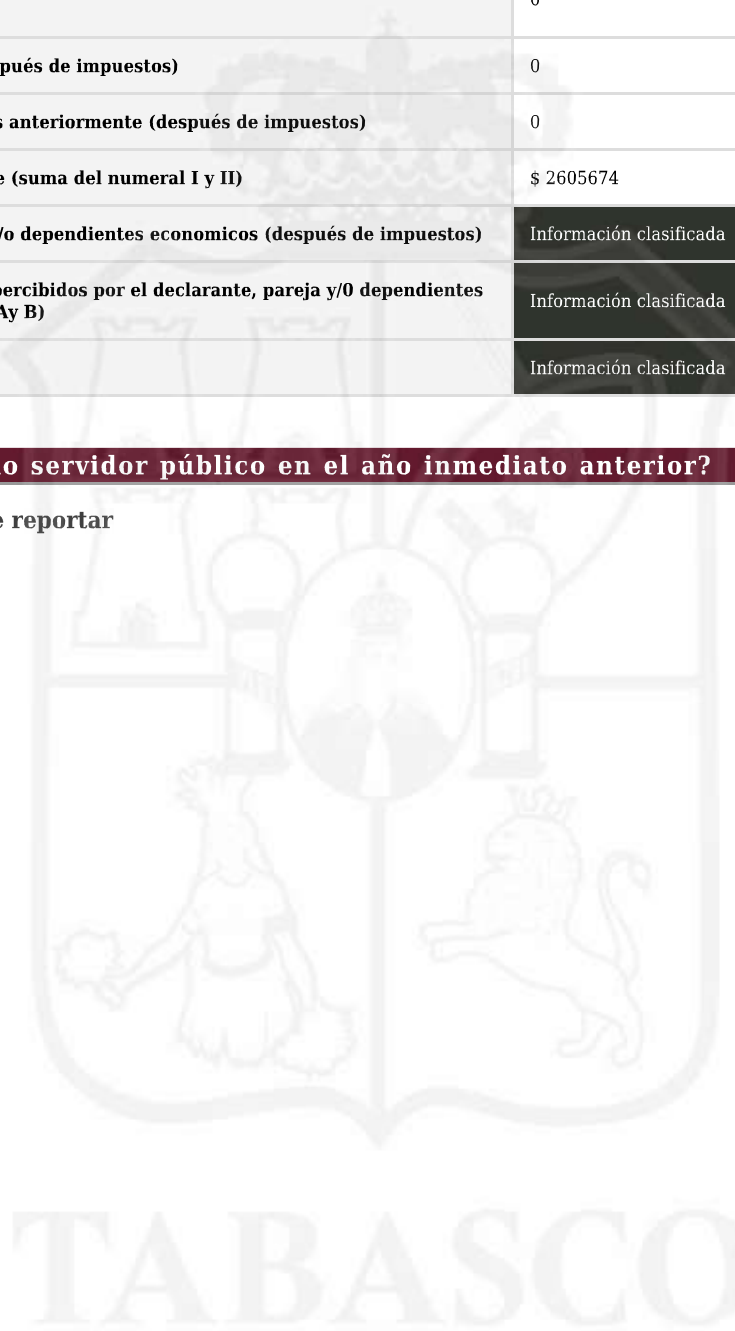 0
pués de impuestos) 0
s anteriormente (después de impuestos) 0
e (suma del numeral I y II) $ 2605674
/o dependientes economicos (después de impuestos) Información clasificada
percibidos por el declarante, pareja y/0 dependientes Información clasificada
Ay B)
Información clasificada
o servidor público en el año inmediato anterior?
e reportar
TABASCO